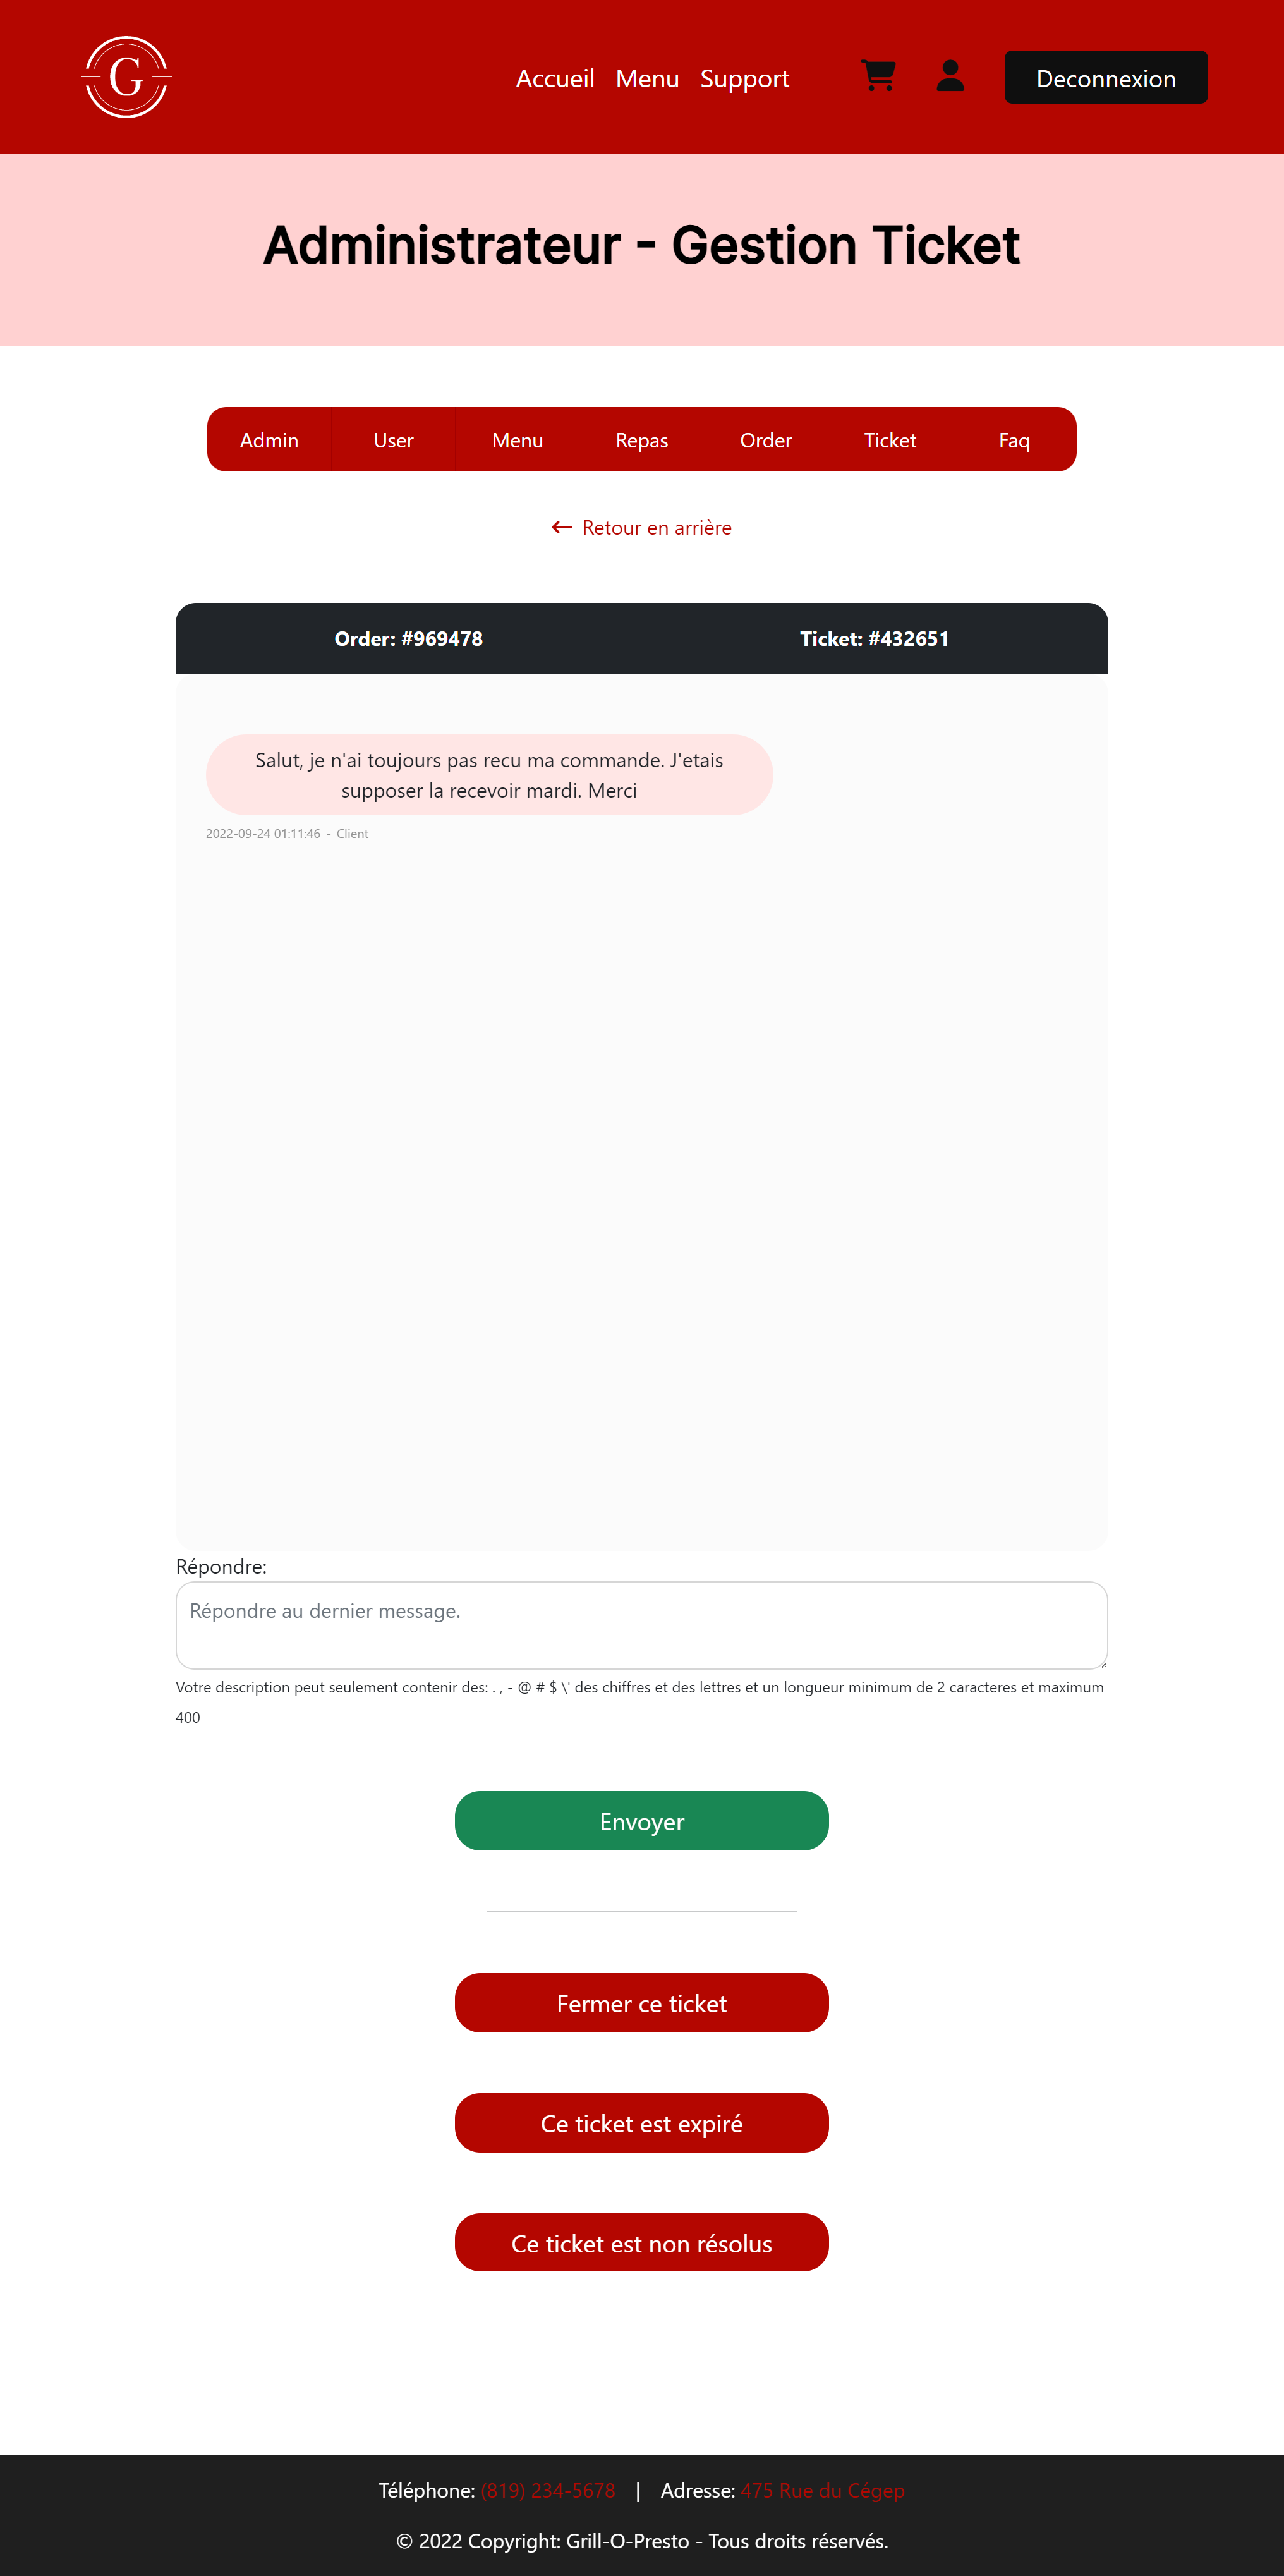 G
Accueil Menu Support Deconnexion
Administrateur - Gestion Ticket
Admin User Menu Repas Order Ticket Faq
← Retour en arrière
Order: #969478 Ticket: #432651
Salut, je n'ai toujours pas recu ma commande. J'etais
supposer la recevoir mardi. Merci
2022-09-24 01:11:46 - Client
Répondre:
Répondre au dernier message.
Votre description peut seulement contenir des: . , - @ # $ \' des chiffres et des lettres et un longueur minimum de 2 caracteres et maximum
400
Envoyer
Fermer ce ticket
Ce ticket est expiré
Ce ticket est non résolus
Téléphone: (819) 234-5678 | Adresse: 475 Rue du Cégep
© 2022 Copyright: Grill-O-Presto - Tous droits réservés.